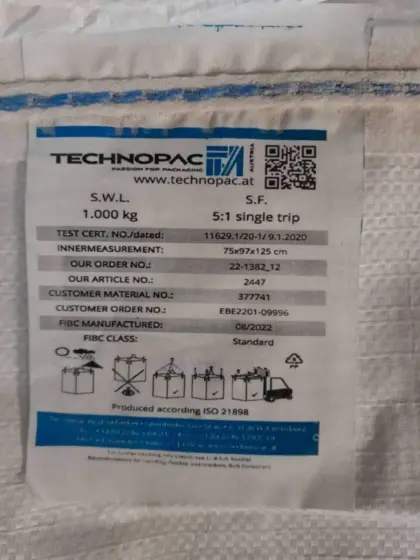 TECHNOPAC
PASSION FOR PACKAGING
AUSTRIA
www.technopac.at
S.W.L. S.F.
1.000 kg 5:1 single trip
TEST CERT. NO./dated: 11629.1/20-1/ 9.1.2020
INNERMEASUREMENT: 75x97x125 cm
OUR ORDER NO.: 22-1382_12
OUR ARTICLE NO.: 2447
CUSTOMER MATERIAL NO.: 377741
CUSTOMER ORDER NO.: EBE2201-09996
FIBC MANUFACTURED: 08/2022
FIBC CLASS: Standard
Produced according ISO 21898